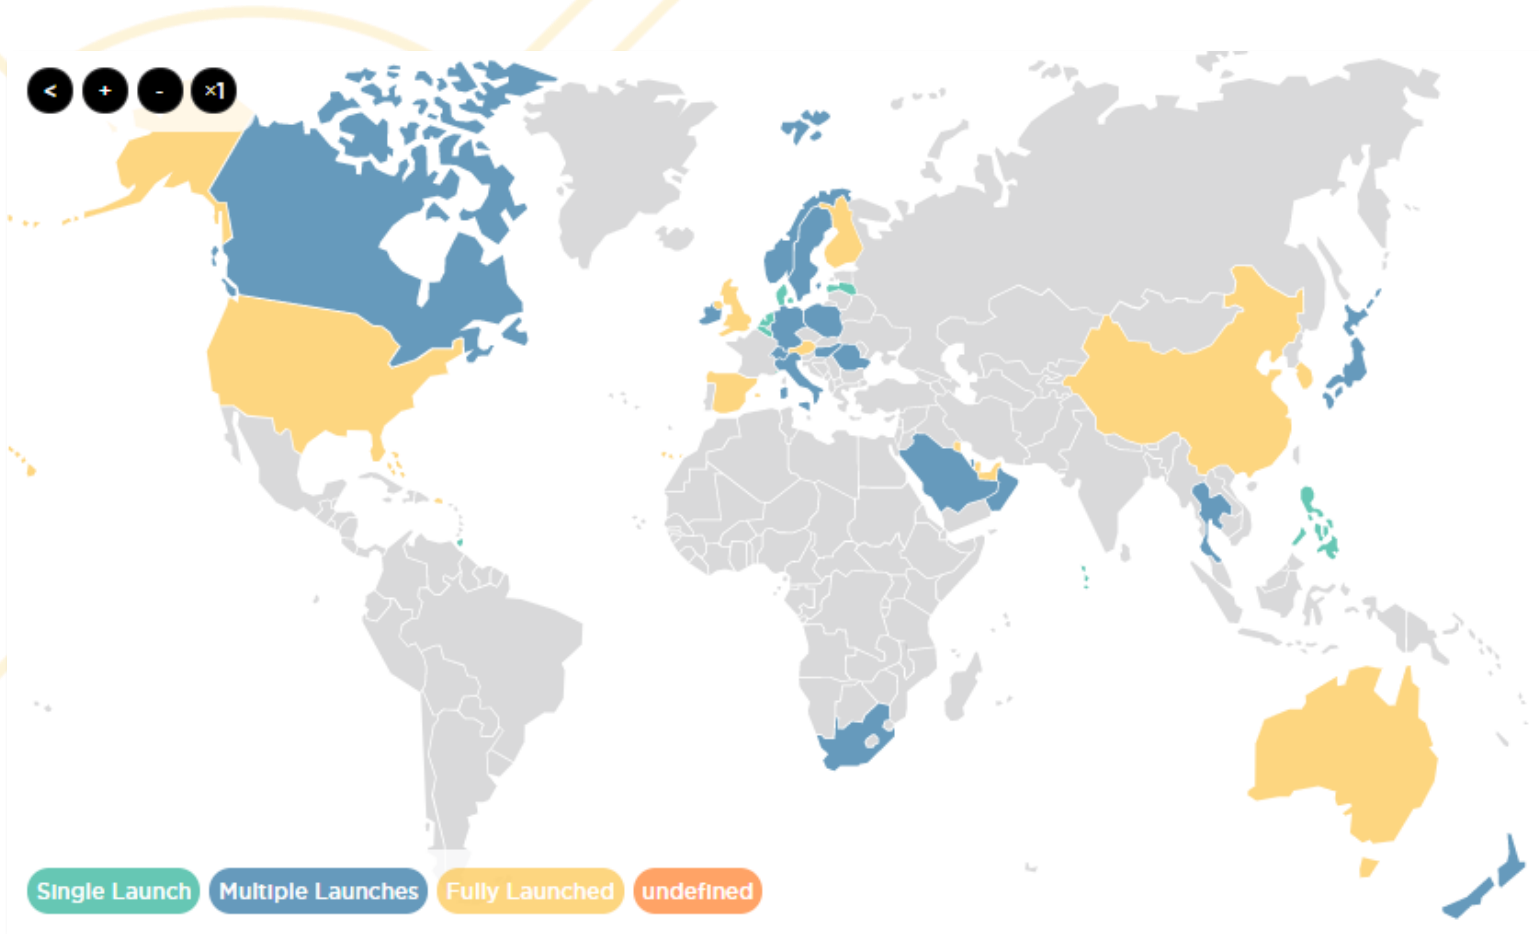 <
+
-
×1
Single Launch
Multiple Launches
Fully Launched
undefined